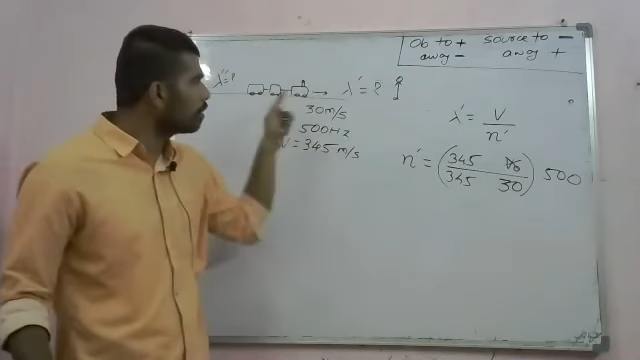 Ob to + source to −
away − away +
λ'' = ?
λ' = ?
30 m/s
500 Hz
V = 345 m/s
λ' = V / n'
n' = (345 / 345 30) 500